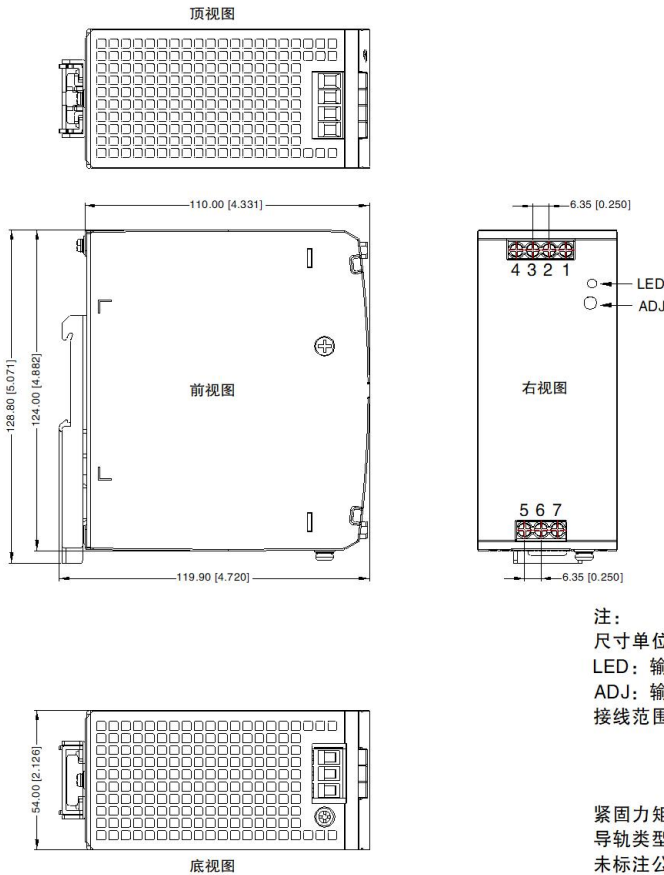 顶视图
110.00 [4.331]
6.35 [0.250]
4 3 2 1
LED
ADJ
128.80 [5.071]
124.00 [4.882]
前视图
右视图
5 6 7
119.90 [4.720]
6.35 [0.250]
注：
尺寸单位
LED：输
ADJ：输
接线范围
54.00 [2.126]
紧固力矩
导轨类型
未标注公
底视图